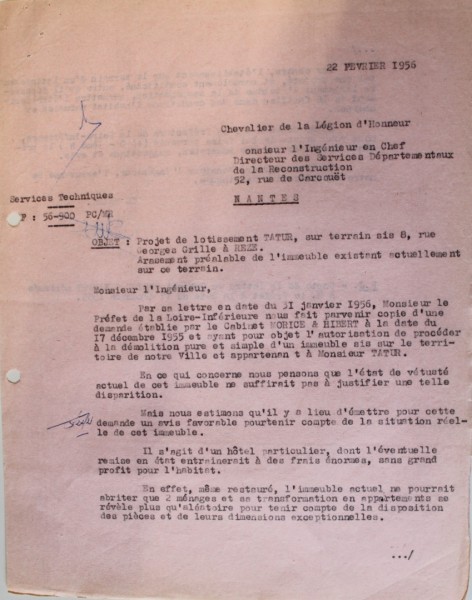 22 FEVRIER 1956
Chevalier de la Légion d'Honneur
onsieur l'Ingénieur en Chef
Directeur des Services Départementaux
de la Reconstruction
52, rue de Carcouët
NANTES
Services Techniques
F : 56-900 PC/MR
OBJET : Projet de lotissement TATUR, sur terrain sis 8, rue
Georges Grille à REZE.
Arasement préalable de l'immeuble existant actuellement
sur ce terrain.
Monsieur l'Ingénieur,
Par sa lettre en date du 31 janvier 1956, Monsieur le
Préfet de la Loire-Inférieure nous fait parvenir copie d'une
demande établie par le Cabinet MORICE & HIBERT à la date du
17 décembre 1955 et ayant pour objet l'autorisation de procéder
à la démolition pure et simple d'un immeuble sis sur le terri-
toire de notre Ville et appartenant à Monsieur TATUR.
En ce qui concerne nous pensons que l'état de vétusté
actuel de cet immeuble ne suffirait pas à justifier une telle
disparition.
Mais nous estimons qu'il y a lieu d'émettre pour cette
demande un avis favorable pourtenir compte de la situation réel-
le de cet immeuble.
Il s'agit d'un hôtel particulier, dont l'éventuelle
remise en état entrainerait à des frais énormes, sans grand
profit pour l'habitat.
En effet, même restauré, l'immeuble actuel ne pourrait
abriter que 2 ménages et sa transformation en appartements se
révèle plus qu'aléatoire pour tenir compte de la disposition
des pièces et de leurs dimensions exceptionnelles.
.../